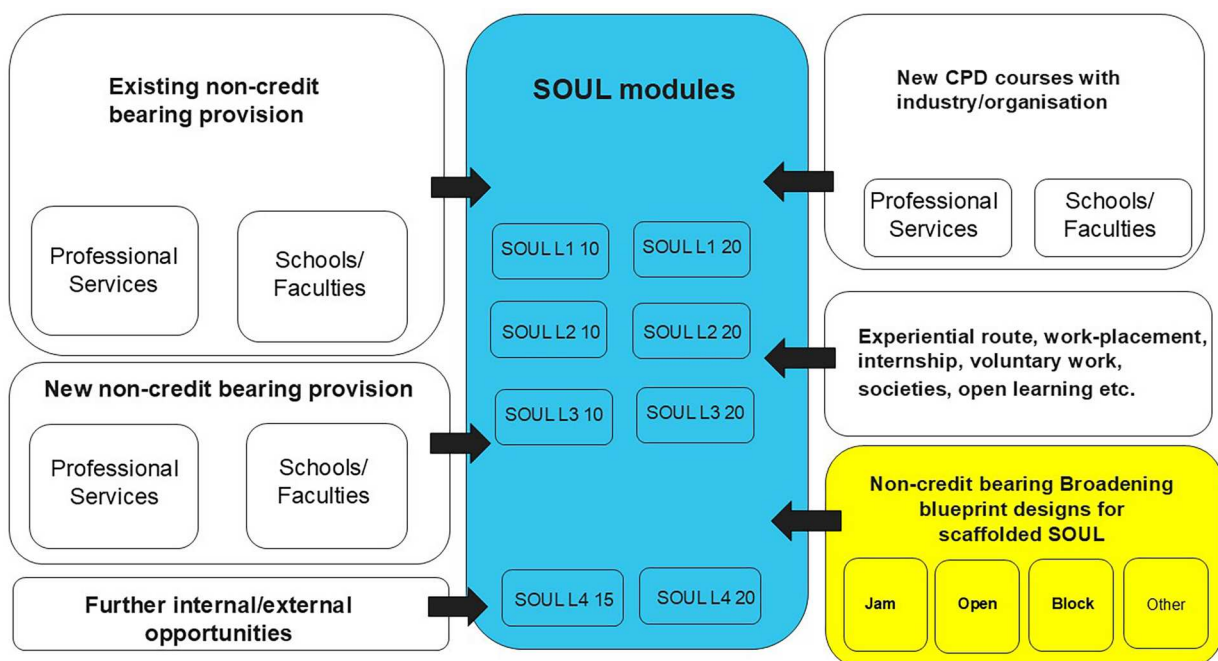 Existing non-credit
bearing provision
Professional
Services
Schools/
Faculties
New non-credit bearing provision
Professional
Services
Schools/
Faculties
Further internal/external
opportunities
SOUL modules
SOUL L1 10
SOUL L1 20
SOUL L2 10
SOUL L2 20
SOUL L3 10
SOUL L3 20
SOUL L4 15
SOUL L4 20
New CPD courses with
industry/organisation
Professional
Services
Schools/
Faculties
Experiential route, work-placement,
internship, voluntary work,
societies, open learning etc.
Non-credit bearing Broadening
blueprint designs for
scaffolded SOUL
Jam
Open
Block
Other